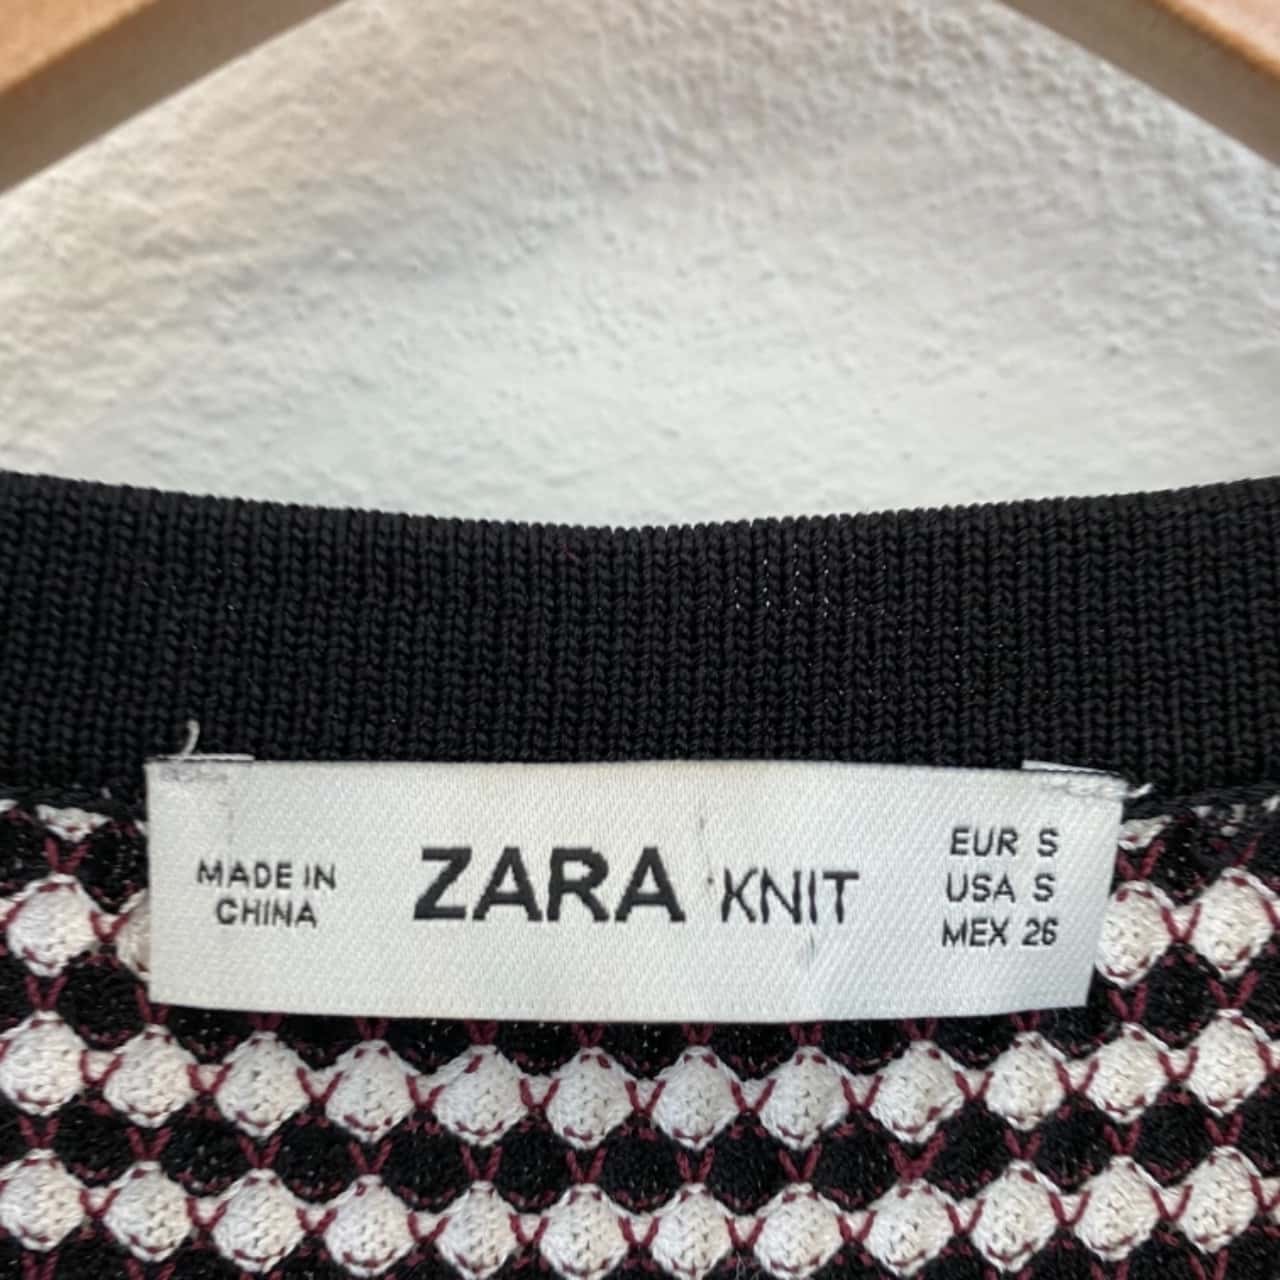 MADE IN
CHINA
ZARA KNIT
EUR S
USA S
MEX 26